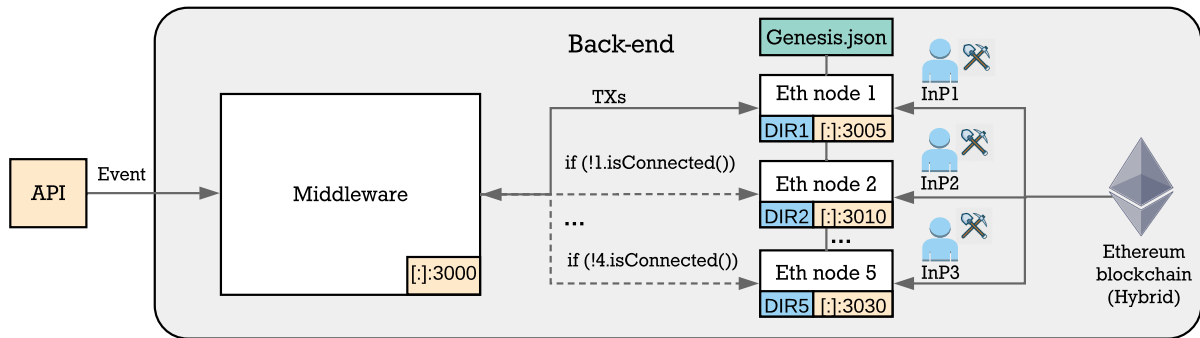 Back-end
Genesis.json
API
Event
Middleware
[:]:3000
TXs
if (!1.isConnected())
...
if (!4.isConnected())
Eth node 1
DIR1 [:]:3005
Eth node 2
DIR2 [:]:3010
...
Eth node 5
DIR5 [:]:3030
InP1
InP2
InP3
Ethereum
blockchain
(Hybrid)